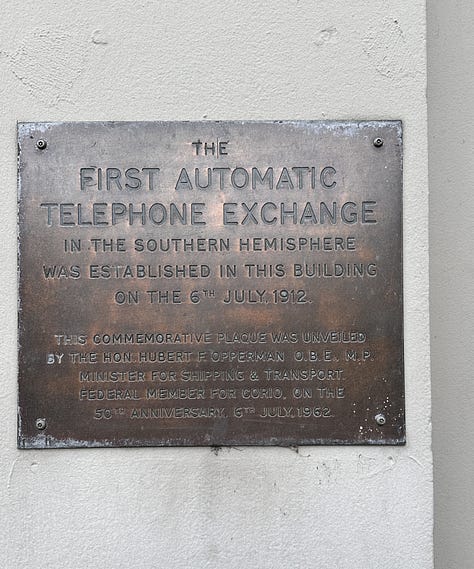 THE
FIRST AUTOMATIC
TELEPHONE EXCHANGE
IN THE SOUTHERN HEMISPHERE
WAS ESTABLISHED IN THIS BUILDING
ON THE 6TH JULY, 1912.
THIS COMMEMORATIVE PLAQUE WAS UNVEILED
BY THE HON. HUBERT F. OPPERMAN O.B.E., M.P.
MINISTER FOR SHIPPING & TRANSPORT.
FEDERAL MEMBER FOR CORIO, ON THE
50TH ANNIVERSARY, 6TH JULY, 1962.